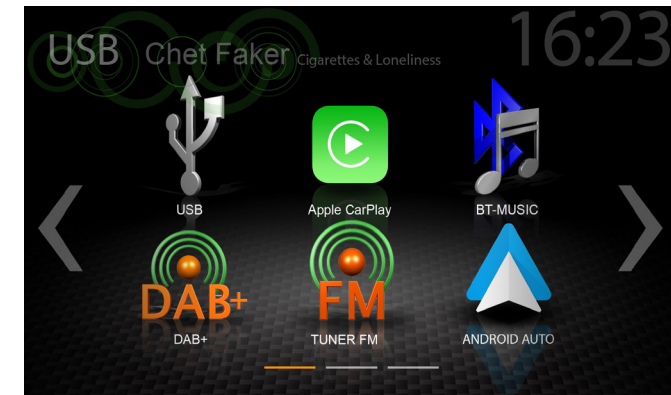 USB Chet Faker Cigarettes & Loneliness 16:23
USB Apple CarPlay BT-MUSIC
DAB+ FM
DAB+ TUNER FM ANDROID AUTO